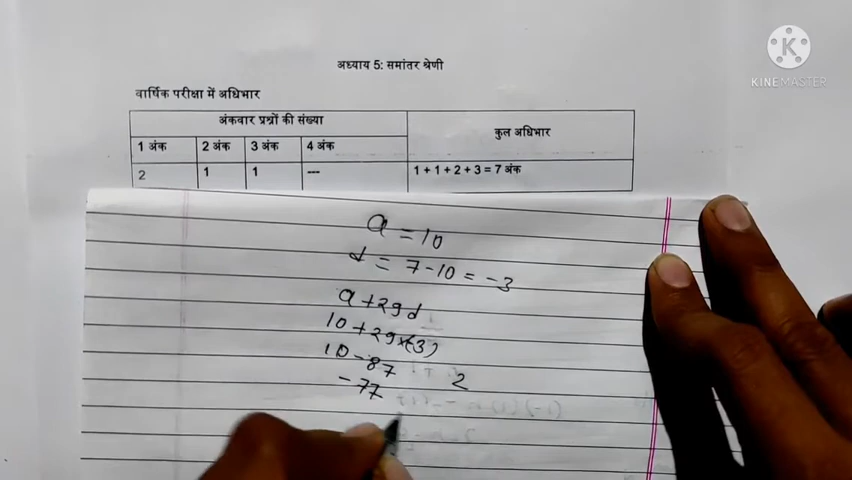 अध्याय 5: समांतर श्रेणी
KINEMASTER
वार्षिक परीक्षा में अधिभार
अंकवार प्रश्नों की संख्या कुल अधिभार
1 अंक 2 अंक 3 अंक 4 अंक
2 1 1 --- 1 + 1 + 2 + 3 = 7 अंक
a = 10
d = 7-10 = -3
a+29d
10+29×(-3)
10-87
-77 2